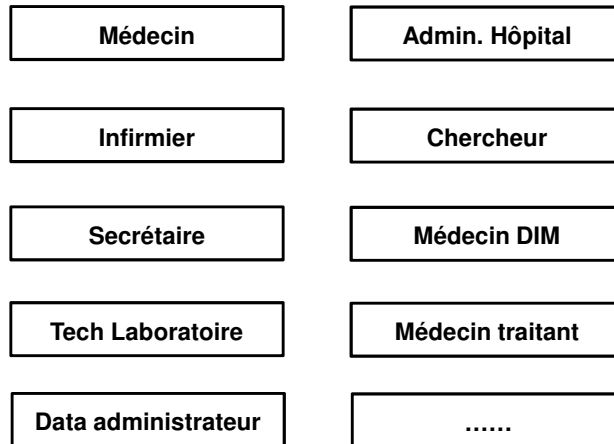 Médecin
Admin. Hôpital
Infirmier
Chercheur
Secrétaire
Médecin DIM
Tech Laboratoire
Médecin traitant
Data administrateur
......